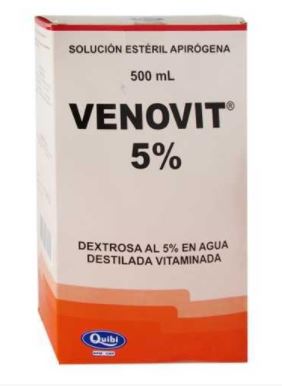 SOLUCIÓN ESTÉRIL APIRÓGENA
500 mL
VENOVIT®
5%
DEXTROSA AL 5% EN AGUA
DESTILADA VITAMINADA
Quibi